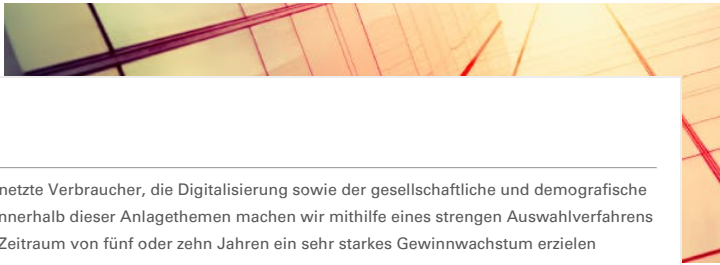 netzte Verbraucher, die Digitalisierung sowie der gesellschaftliche und demografische
nnerhalb dieser Anlagethemen machen wir mithilfe eines strengen Auswahlverfahrens
Zeitraum von fünf oder zehn Jahren ein sehr starkes Gewinnwachstum erzielen